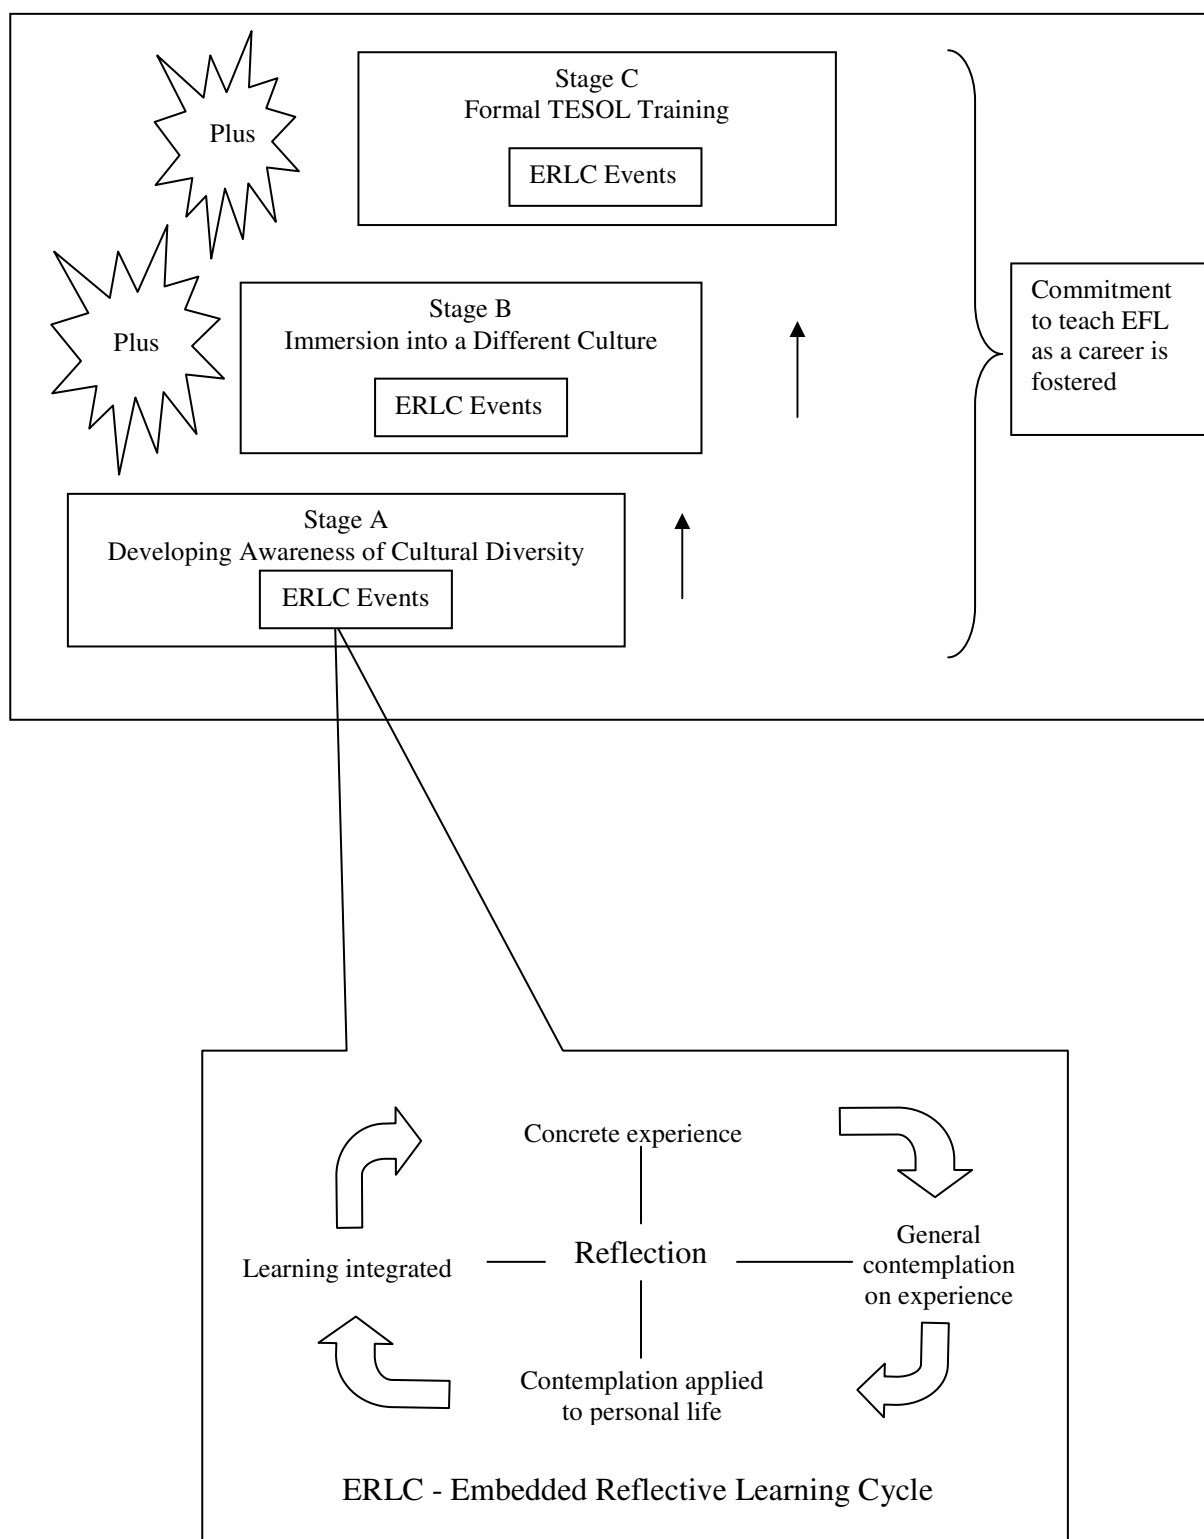 Stage C
Formal TESOL Training
Plus
ERLC Events
Stage B
Immersion into a Different Culture
Plus
ERLC Events
Commitment
to teach EFL
as a career is
fostered
Stage A
Developing Awareness of Cultural Diversity
ERLC Events
Concrete experience
Reflection
Learning integrated
General
contemplation
on experience
Contemplation applied
to personal life
ERLC - Embedded Reflective Learning Cycle